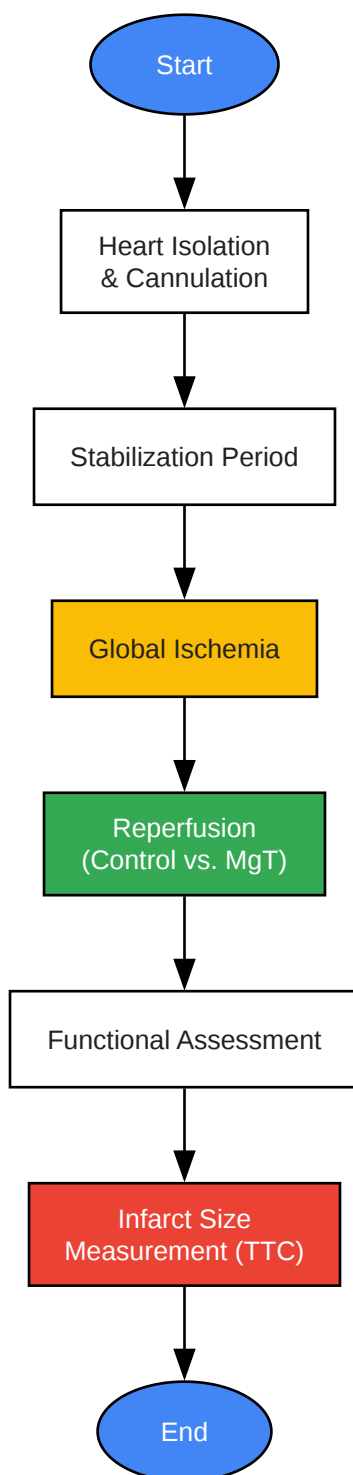 Start
Heart Isolation
& Cannulation
Stabilization Period
Global Ischemia
Reperfusion
(Control vs. MgT)
Functional Assessment
Infarct Size
Measurement (TTC)
End